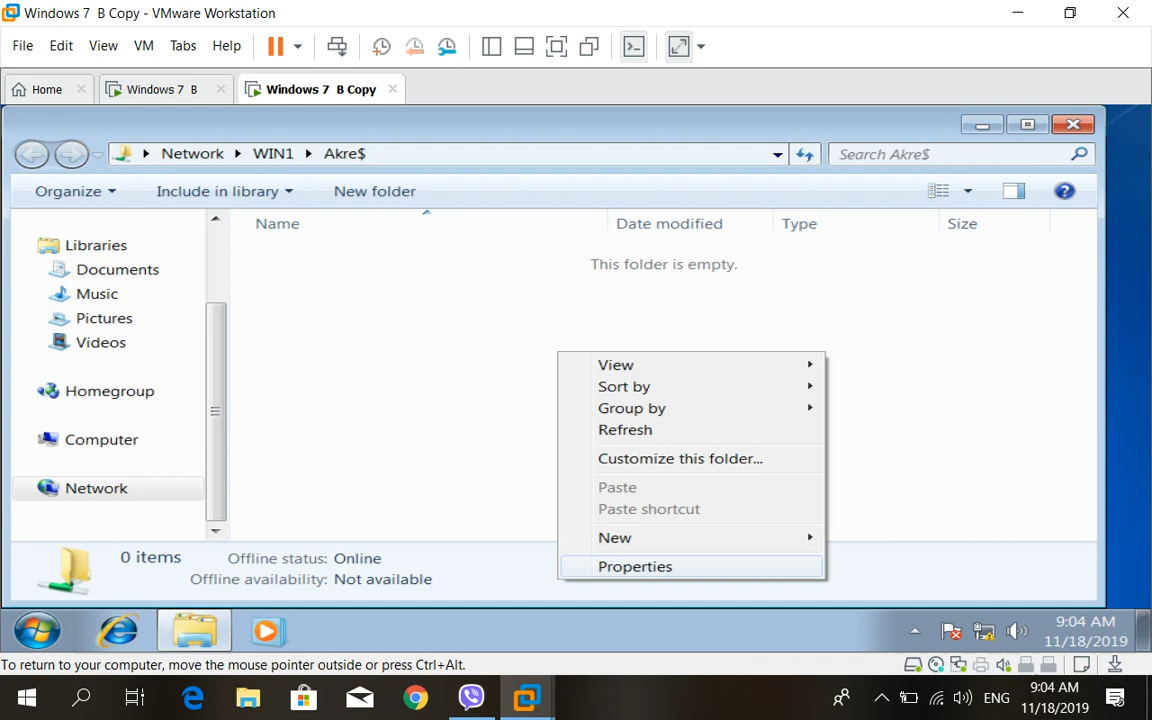 Windows 7  B Copy - VMware Workstation
File Edit View VM Tabs Help
Home Windows 7  B Windows 7  B Copy
Network WIN1 Akre$ Search Akre$
Organize Include in library New folder
Name Date modified Type Size
This folder is empty.
Libraries
Documents
Music
Pictures
Videos
Homegroup
Computer
Network
View
Sort by
Group by
Refresh
Customize this folder...
Paste
Paste shortcut
New
Properties
0 items Offline status: Online
Offline availability: Not available
9:04 AM
11/18/2019
To return to your computer, move the mouse pointer outside or press Ctrl+Alt.
ENG 9:04 AM
11/18/2019